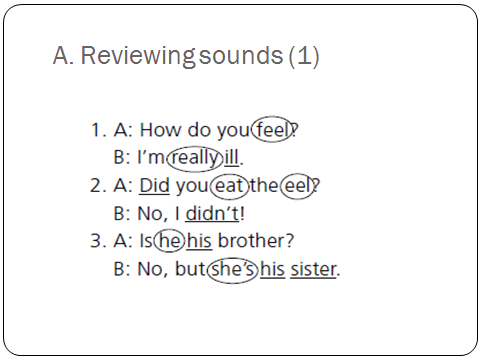 A. Reviewing sounds (1)
1. A: How do you feel?
B: I'm really ill.
2. A: Did you eat the eel?
B: No, I didn't!
3. A: Is he his brother?
B: No, but she's his sister.